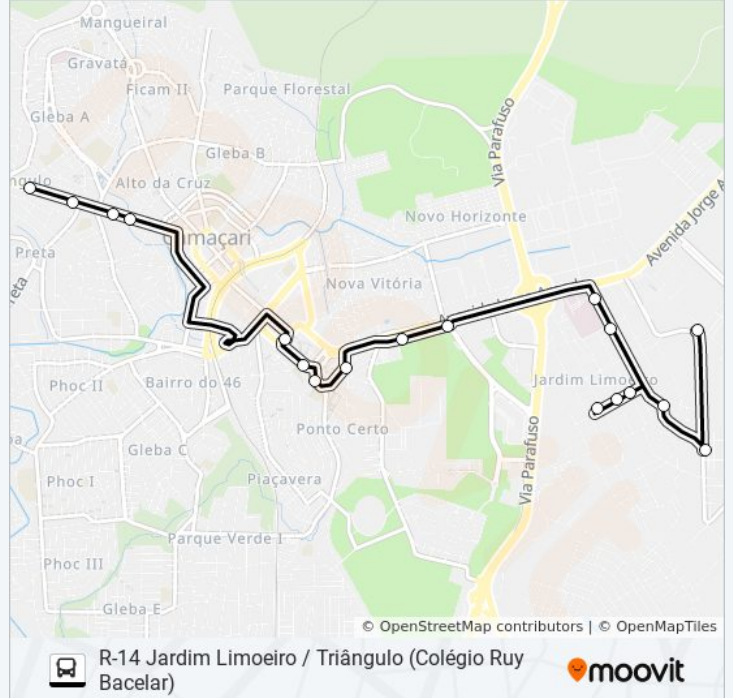 Mangueiral
Gravatá
Ficam II
Parque Florestal
Via Parafuso
Gleba A
Gleba B
Alto da Cruz
Novo Horizonte
Avenida Jorge A
Preta
Nova Vitória
Jardim Limoeiro
Phoc II
Bairro do 46
Ponto Certo
Via Parafuso
Gleba C
Phoc I
Piaçavera
Parque Verde I
Phoc III
Gleba E
© OpenStreetMap contributors | © OpenMapTiles
R-14 Jardim Limoeiro / Triângulo (Colégio Ruy
Bacelar)
moovit